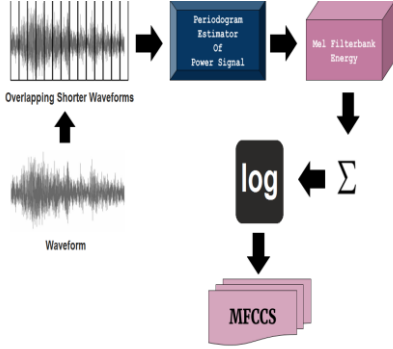 Overlapping Shorter Waveforms
Periodogram
Estimator
Of
Power Signal
Mel Filterbank
Energy
Waveform
log
Σ
MFCCS